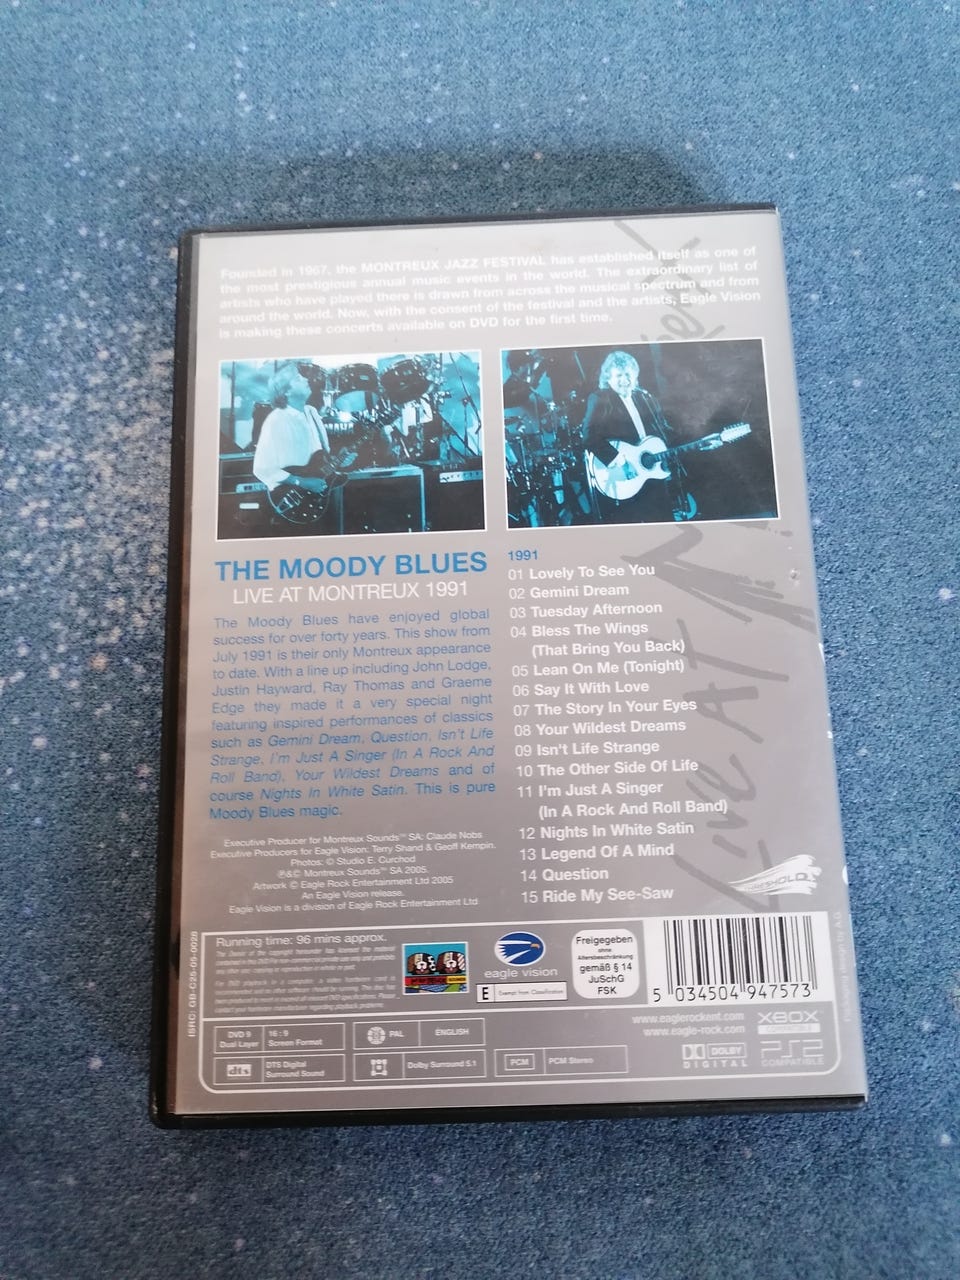 Founded in 1967, the MONTREUX JAZZ FESTIVAL has established itself as one of
the most prestigious annual music events in the world. The extraordinary list of
artists who have played there is drawn from across the musical spectrum and from
around the world. Now, with the consent of the festival and the artists, Eagle Vision
is making these concerts available on DVD for the first time.
THE MOODY BLUES
LIVE AT MONTREUX 1991
The Moody Blues have enjoyed global
success for over forty years. This show from
July 1991 is their only Montreux appearance
to date. With a line up including John Lodge,
Justin Hayward, Ray Thomas and Graeme
Edge they made it a very special night
featuring inspired performances of classics
such as Gemini Dream, Question, Isn't Life
Strange, I'm Just A Singer (In A Rock And
Roll Band), Your Wildest Dreams and of
course Nights In White Satin. This is pure
Moody Blues magic.
Executive Producer for Montreux Sounds™ SA: Claude Nobs
Executive Producers for Eagle Vision: Terry Shand & Geoff Kempin.
Photos: © Studio E. Curchod
℗&© Montreux Sounds™ SA 2005.
Artwork © Eagle Rock Entertainment Ltd 2005
An Eagle Vision release.
Eagle Vision is a division of Eagle Rock Entertainment Ltd
1991
01 Lovely To See You
02 Gemini Dream
03 Tuesday Afternoon
04 Bless The Wings
(That Bring You Back)
05 Lean On Me (Tonight)
06 Say It With Love
07 The Story In Your Eyes
08 Your Wildest Dreams
09 Isn't Life Strange
10 The Other Side Of Life
11 I'm Just A Singer
(In A Rock And Roll Band)
12 Nights In White Satin
13 Legend Of A Mind
14 Question
15 Ride My See-Saw
Live AT
THRESHOLD
ISRC: GB-C25-05-0026
Running time: 96 mins approx.
eagle vision
E Exempt from Classification
Freigegeben
ohne
Altersbeschränkung
gemäß § 14
JuSchG
FSK
5 034504 947573
DVD 9
Dual Layer
16 : 9
Screen Format
PAL
ENGLISH
dts
DTS Digital
Surround Sound
Dolby Surround 5.1
PCM
PCM Stereo
www.eaglerockent.com
www.eagle-rock.com
DOLBY
DIGITAL
XBOX
COMPATIBLE
PS2
COMPATIBLE